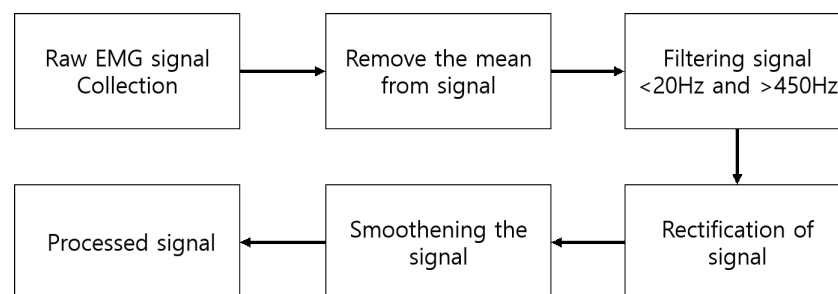 Raw EMG signal
Collection
Remove the mean
from signal
Filtering signal
<20Hz and >450Hz
Rectification of
signal
Smoothening the
signal
Processed signal